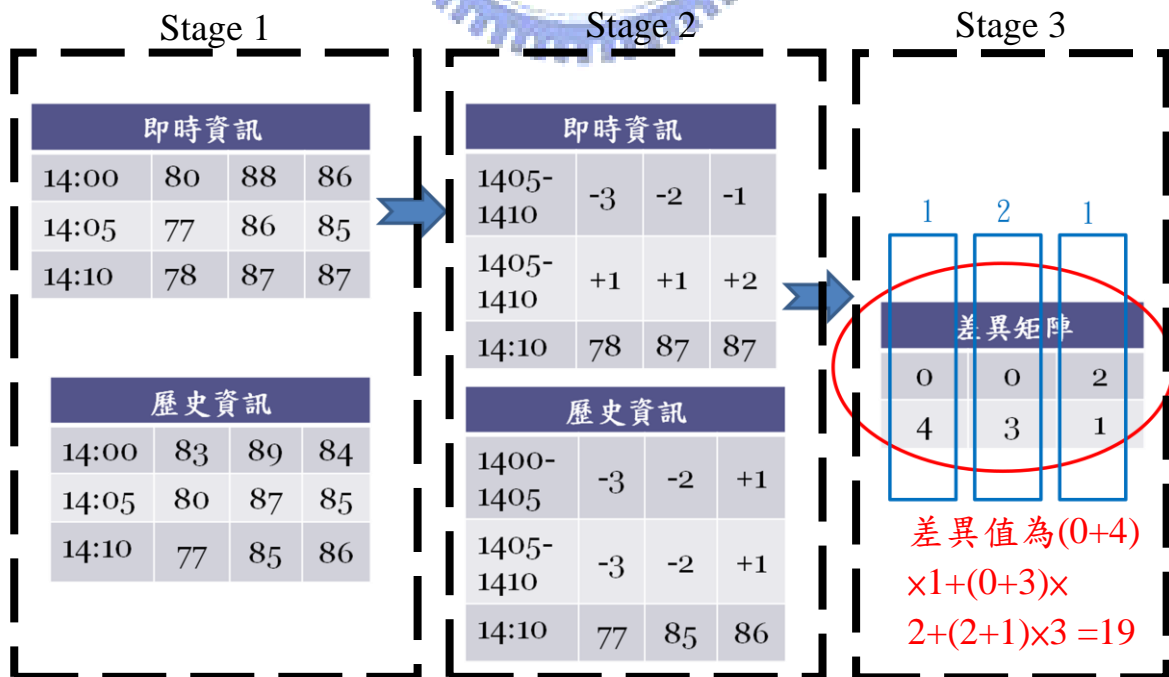 Stage 1
即時資訊
14:00 80 88 86
14:05 77 86 85
14:10 78 87 87
歷史資訊
14:00 83 89 84
14:05 80 87 85
14:10 77 85 86
Stage 2
即時資訊
1405-
1410 -3 -2 -1
1405-
1410 +1 +1 +2
14:10 78 87 87
歷史資訊
1400-
1405 -3 -2 +1
1405-
1410 -3 -2 +1
14:10 77 85 86
Stage 3
1 2 1
差異矩陣
0 0 2
4 3 1
差異值為(0+4)
×1+(0+3)×
2+(2+1)×3 =19